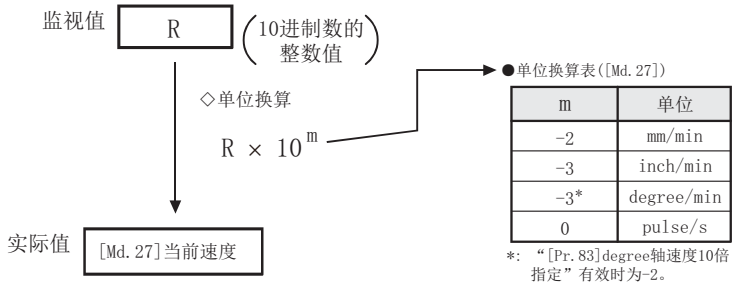 监视值
R
(10进制数的
整数值)
◇单位换算
R × 10^m
●单位换算表([Md.27])
m 单位
-2 mm/min
-3 inch/min
-3* degree/min
0 pulse/s
*: “[Pr.83]degree轴速度10倍
指定”有效时为-2。
实际值
[Md.27]当前速度